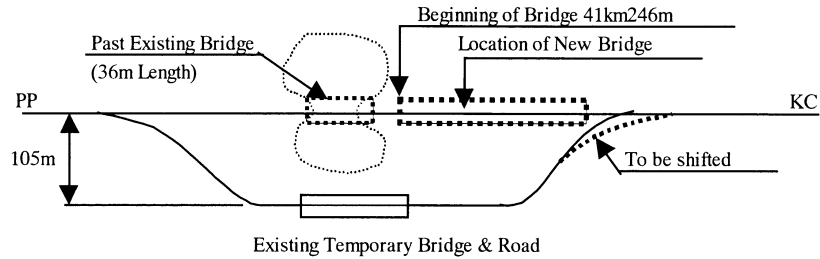 Beginning of Bridge 41km246m
Past Existing Bridge
(36m Length)
Location of New Bridge
PP
KC
105m
To be shifted
Existing Temporary Bridge & Road